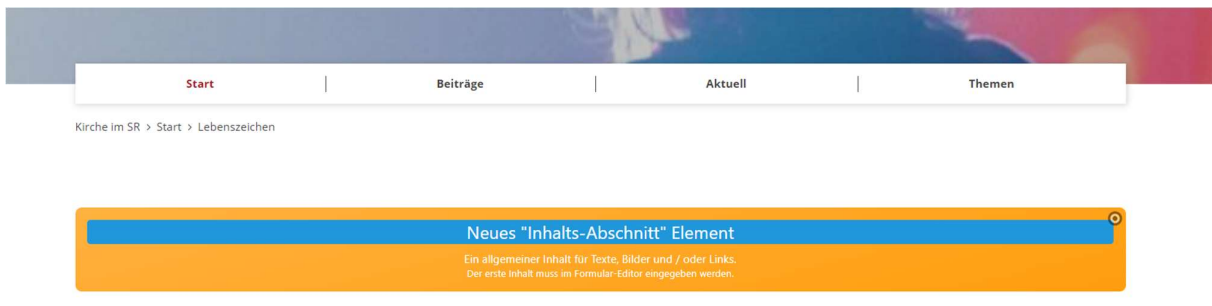 Start
Beiträge
Aktuell
Themen
Kirche im SR > Start > Lebenszeichen
Neues "Inhalts-Abschnitt" Element
Ein allgemeiner Inhalt für Texte, Bilder und / oder Links.
Der erste Inhalt muss im Formular-Editor eingegeben werden.